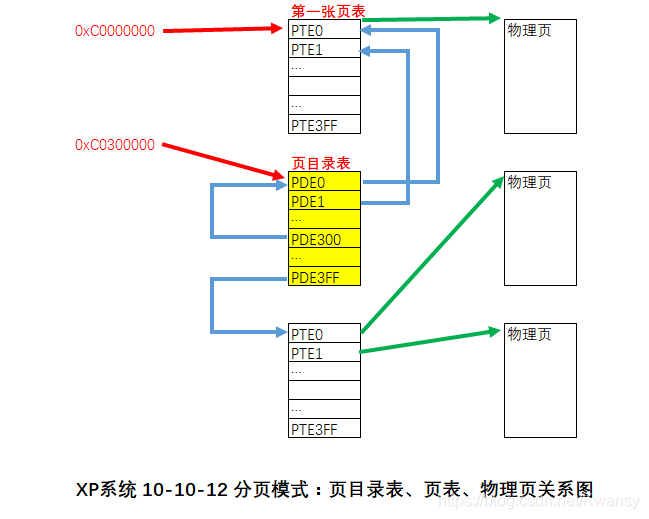 第一张页表
0xC0000000
PTE0
PTE1
...
...
PTE3FF
物理页
0xC0300000
页目录表
PDE0
PDE1
...
PDE300
...
PDE3FF
物理页
PTE0
PTE1
...
...
PTE3FF
物理页
XP系统 10-10-12 分页模式：页目录表、页表、物理页关系图
https://blog.csdn.net/Kwansy